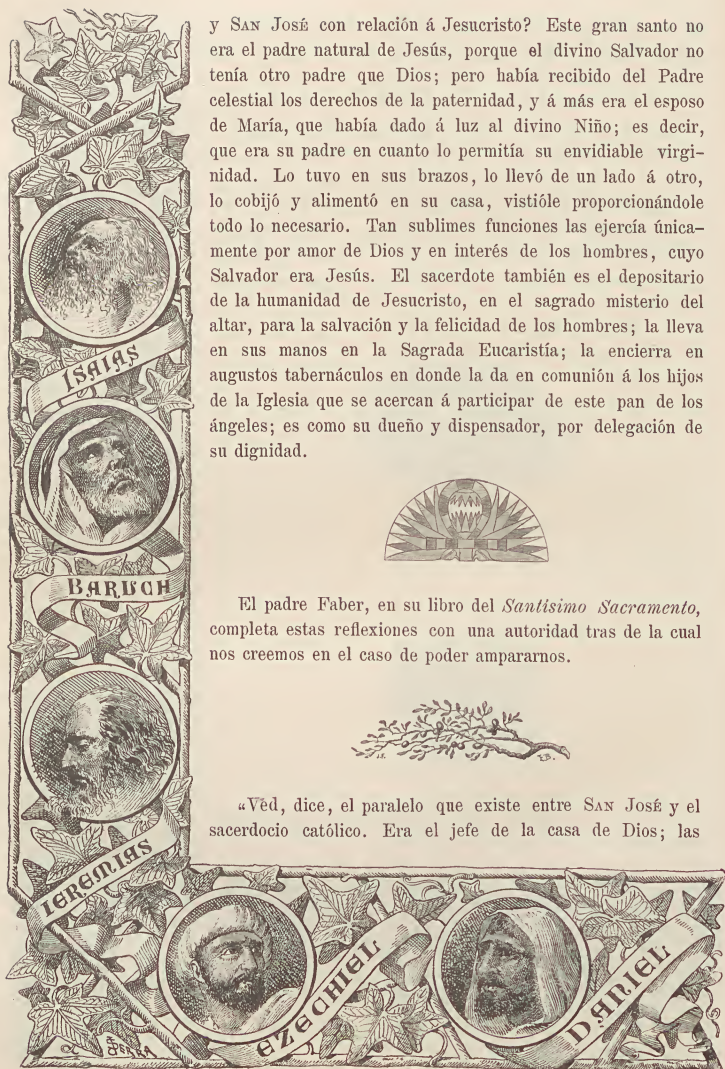 y SAN JOSÉ con relación á Jesucristo? Este gran santo no
era el padre natural de Jesús, porque el divino Salvador no
tenía otro padre que Dios; pero había recibido del Padre
celestial los derechos de la paternidad, y á más era el esposo
de María, que había dado á luz al divino Niño; es decir,
que era su padre en cuanto lo permitía su envidiable virgi-
nidad. Lo tuvo en sus brazos, lo llevó de un lado á otro,
lo cobijó y alimentó en su casa, vistióle proporcionándole
todo lo necesario. Tan sublimes funciones las ejercía única-
mente por amor de Dios y en interés de los hombres, cuyo
Salvador era Jesús. El sacerdote también es el depositario
de la humanidad de Jesucristo, en el sagrado misterio del
altar, para la salvación y la felicidad de los hombres; la lleva
en sus manos en la Sagrada Eucaristía; la encierra en
augustos tabernáculos en donde la da en comunión á los hijos
de la Iglesia que se acercan á participar de este pan de los
ángeles; es como su dueño y dispensador, por delegación de
su dignidad.
El padre Faber, en su libro del Santísimo Sacramento,
completa estas reflexiones con una autoridad tras de la cual
nos creemos en el caso de poder ampararnos.
«Ved, dice, el paralelo que existe entre SAN JOSÉ y el
sacerdocio católico. Era el jefe de la casa de Dios; las
ISAIAS
BARUCH
IEREMIAS
EZECHIEL
DANIEL